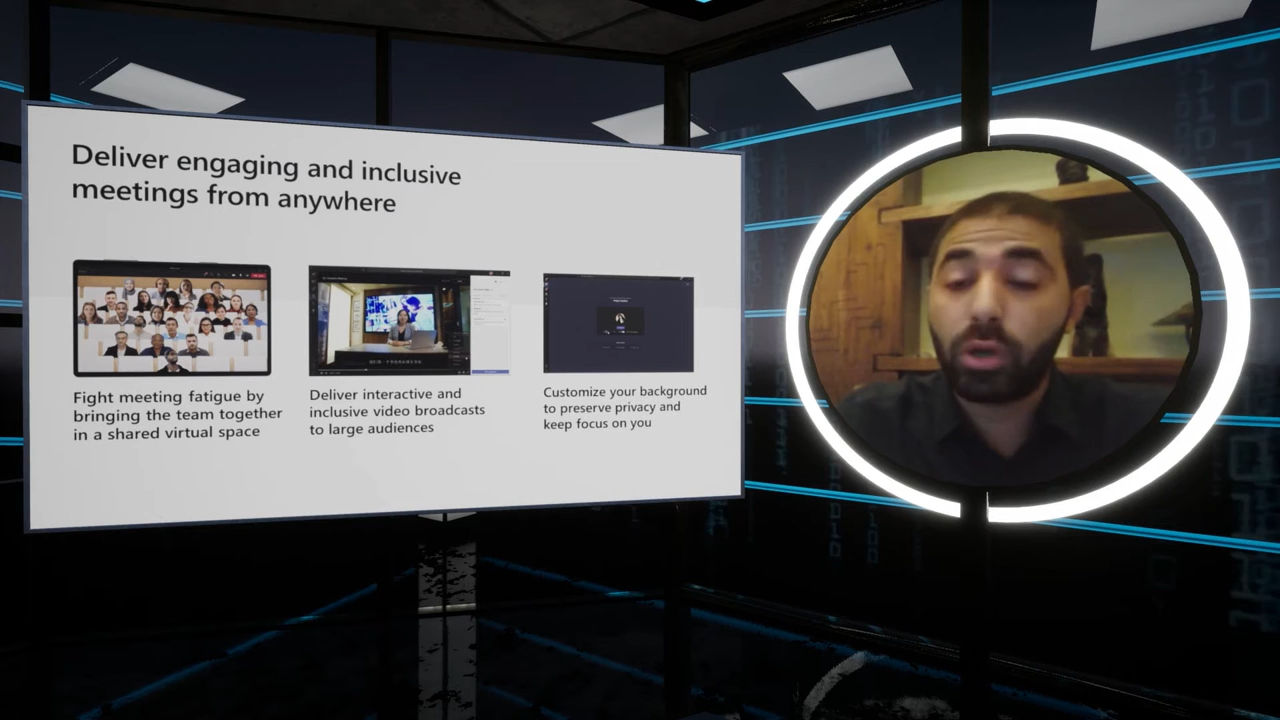 Deliver engaging and inclusive
meetings from anywhere
Fight meeting fatigue by
bringing the team together
in a shared virtual space
Deliver interactive and
inclusive video broadcasts
to large audiences
Customize your background
to preserve privacy and
keep focus on you